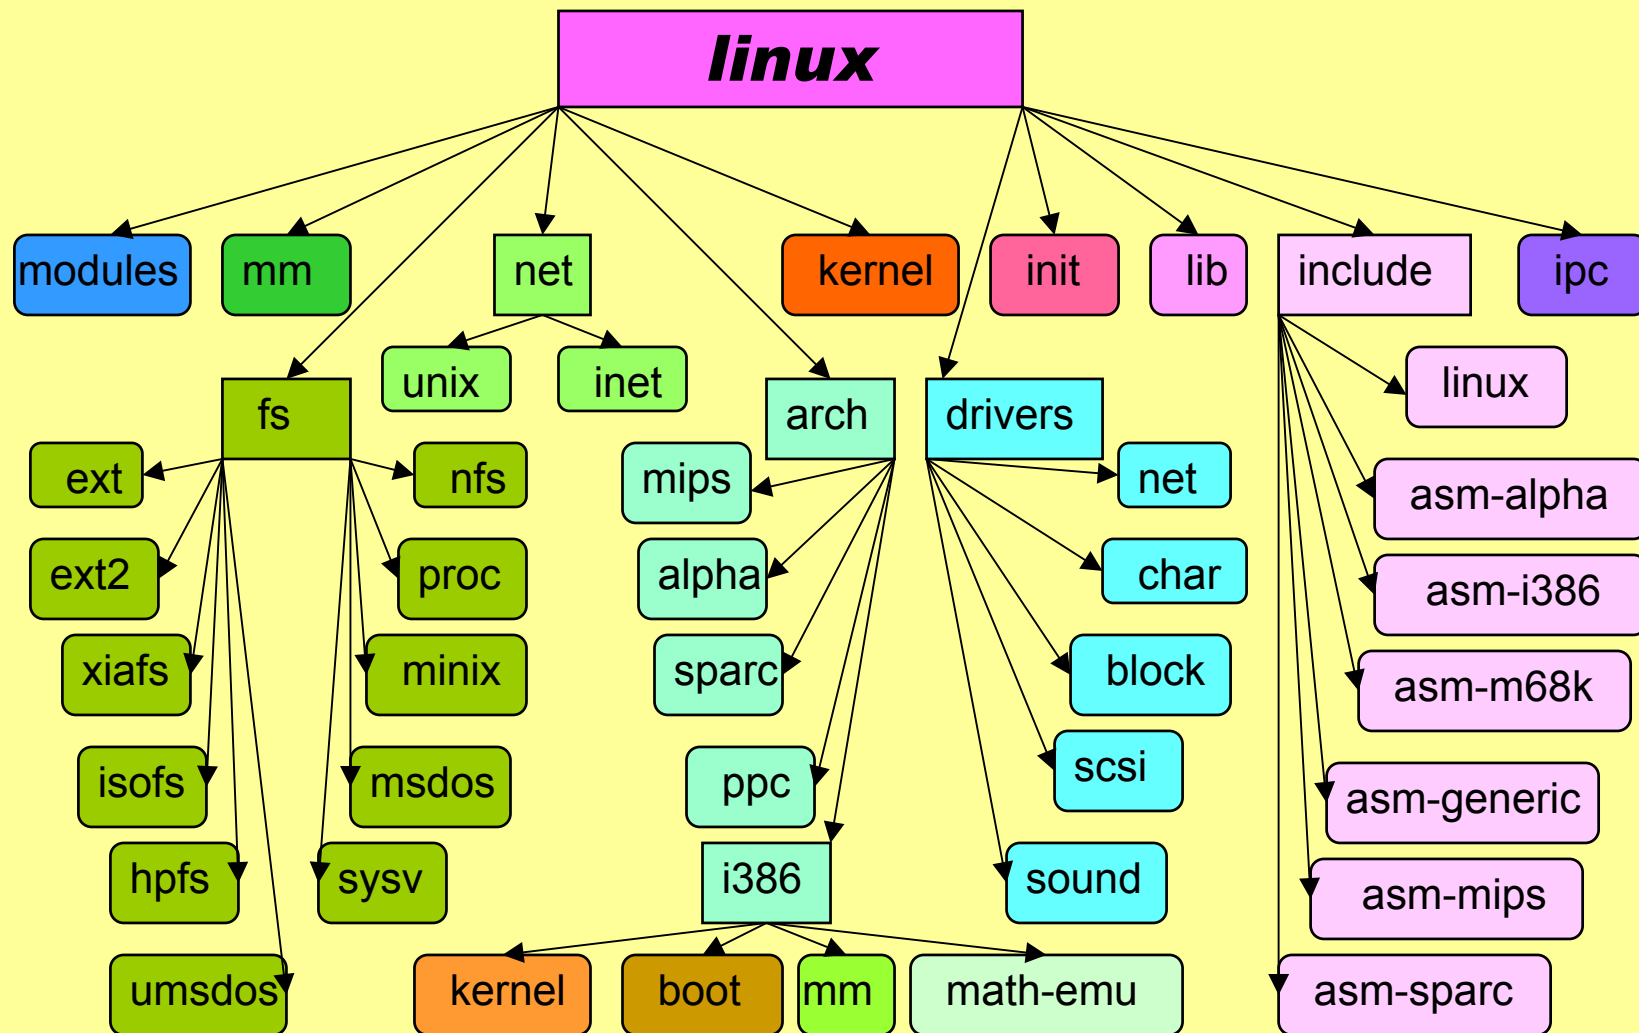 linux
modules
mm
net
kernel
init
lib
include
ipc
unix
inet
linux
fs
arch
drivers
ext
nfs
mips
net
asm-alpha
ext2
proc
alpha
char
asm-i386
xiafs
minix
sparc
block
asm-m68k
isofs
msdos
ppc
scsi
asm-generic
hpfs
sysv
i386
sound
asm-mips
umsdos
kernel
boot
mm
math-emu
asm-sparc